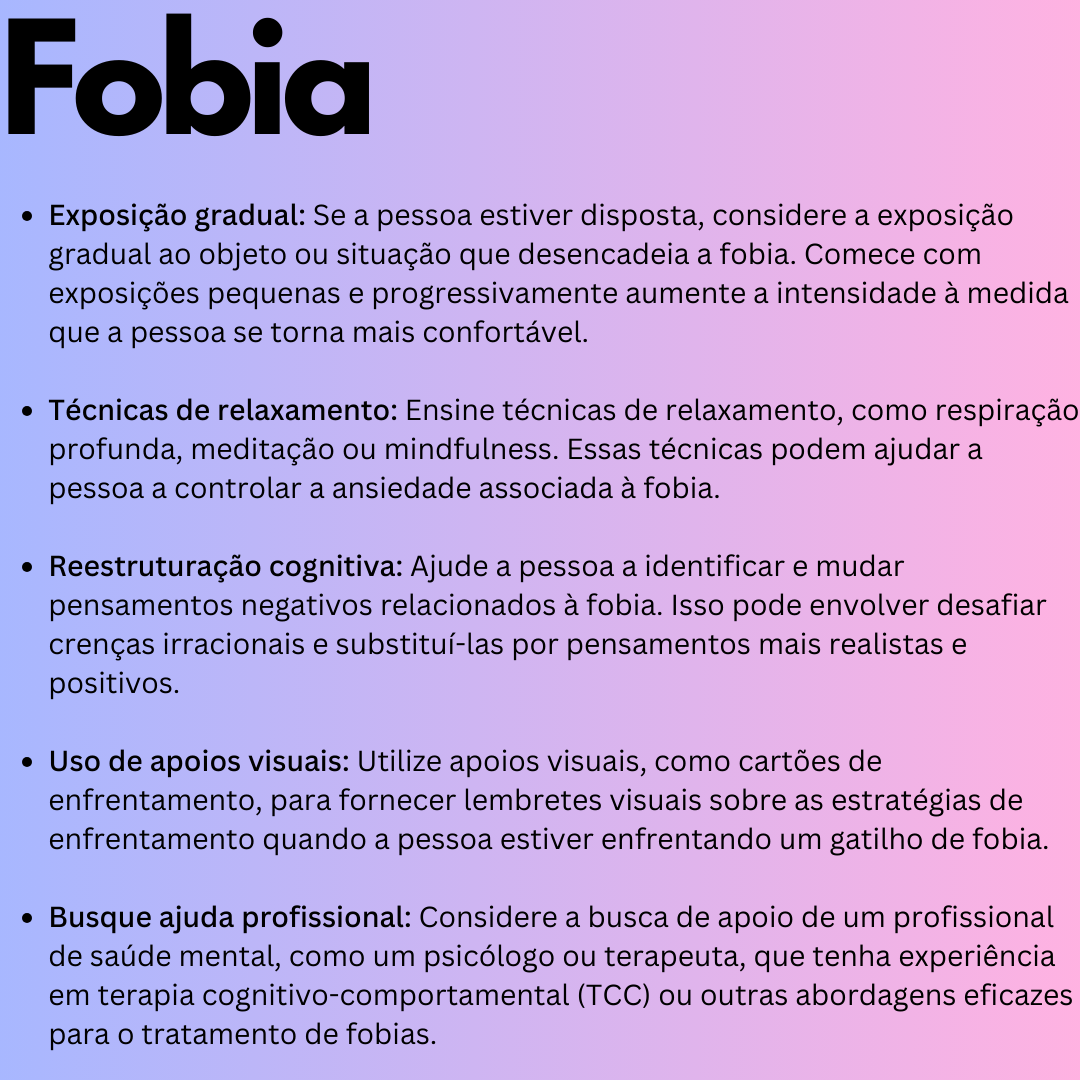 Fobia
• Exposição gradual: Se a pessoa estiver disposta, considere a exposição
gradual ao objeto ou situação que desencadeia a fobia. Comece com
exposições pequenas e progressivamente aumente a intensidade à medida
que a pessoa se torna mais confortável.
• Técnicas de relaxamento: Ensine técnicas de relaxamento, como respiração
profunda, meditação ou mindfulness. Essas técnicas podem ajudar a
pessoa a controlar a ansiedade associada à fobia.
• Reestruturação cognitiva: Ajude a pessoa a identificar e mudar
pensamentos negativos relacionados à fobia. Isso pode envolver desafiar
crenças irracionais e substituí-las por pensamentos mais realistas e
positivos.
• Uso de apoios visuais: Utilize apoios visuais, como cartões de
enfrentamento, para fornecer lembretes visuais sobre as estratégias de
enfrentamento quando a pessoa estiver enfrentando um gatilho de fobia.
• Busque ajuda profissional: Considere a busca de apoio de um profissional
de saúde mental, como um psicólogo ou terapeuta, que tenha experiência
em terapia cognitivo-comportamental (TCC) ou outras abordagens eficazes
para o tratamento de fobias.